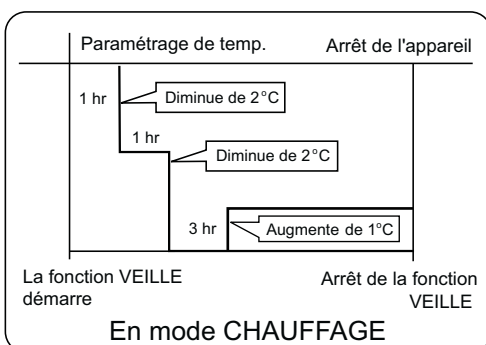 Paramétrage de temp.
Arrêt de l'appareil
1 hr
Diminue de 2°C
1 hr
Diminue de 2°C
3 hr
Augmente de 1°C
La fonction VEILLE
démarre
Arrêt de la fonction
VEILLE
En mode CHAUFFAGE